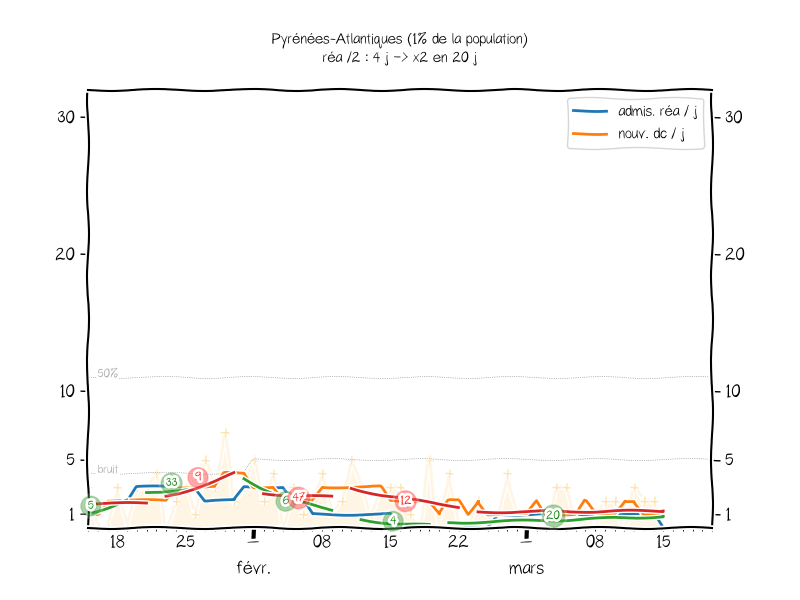 Pyrénées-Atlantiques (1% de la population)
réa /2 : 4 j -> x2 en 20 j
admis. réa / j
nouv. dc / j
30 30
20 20
50%
10 10
5 5
bruit
33 9
5 6 47 12
4 20
1 1
18 25 1 08 15 22 1 08 15
févr. mars